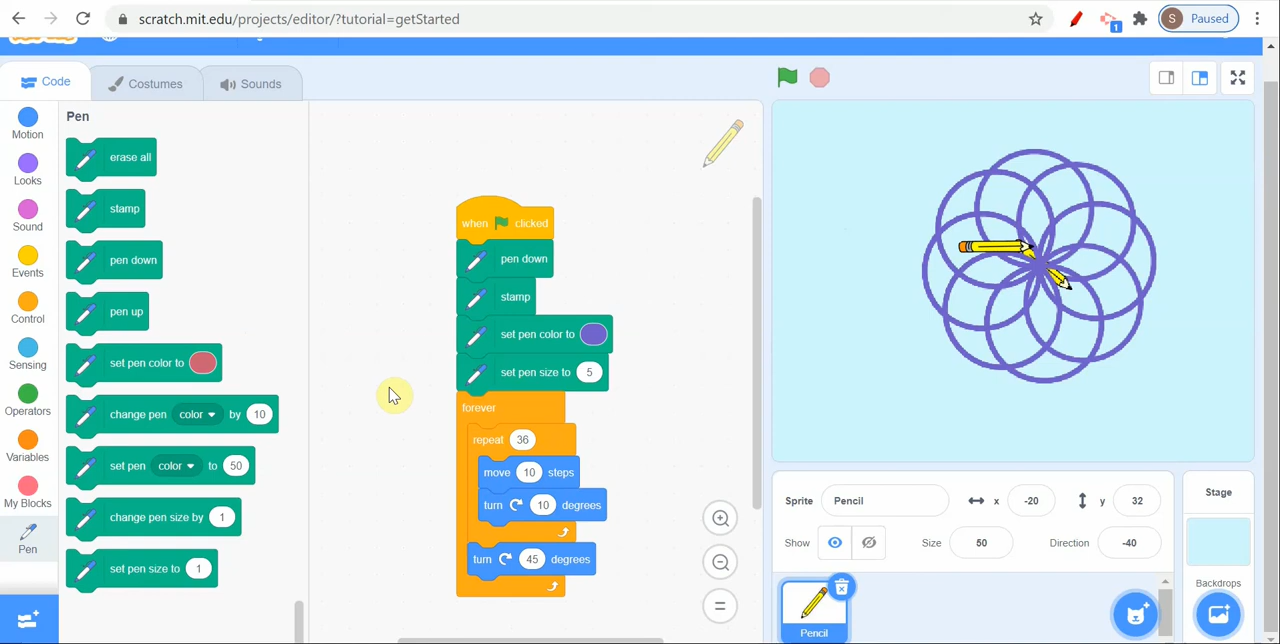 scratch.mit.edu/projects/editor/?tutorial=getStarted
1
S Paused
Code
Costumes
Sounds
Motion
Looks
Sound
Events
Control
Sensing
Operators
Variables
My Blocks
Pen
Pen
erase all
stamp
pen down
pen up
set pen color to
change pen color by 10
set pen color to 50
change pen size by 1
set pen size to 1
when clicked
pen down
stamp
set pen color to
set pen size to 5
forever
repeat 36
move 10 steps
turn 10 degrees
turn 45 degrees
Sprite Pencil x -20 y 32
Show Size 50 Direction -40
Pencil
Stage
Backdrops